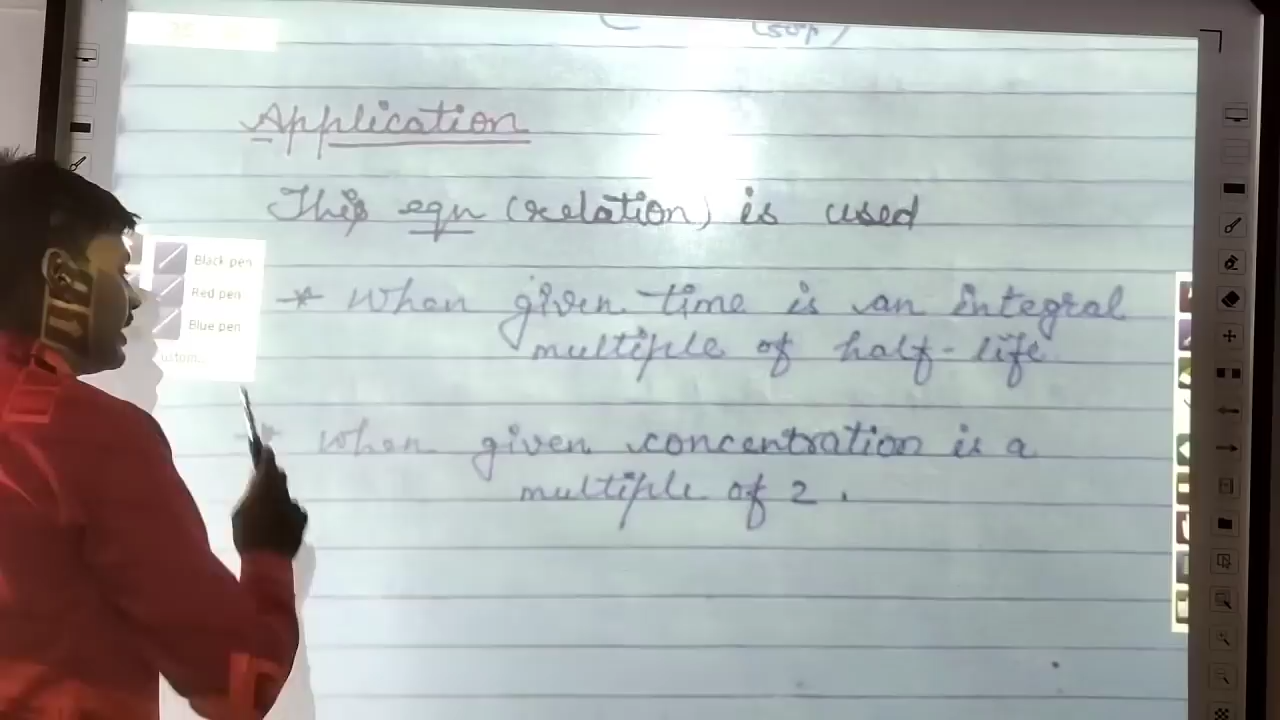 Application
This eqn (relation) is used
* When given time is an integral
multiple of half-life
Black pen
Red pen
Blue pen
* when given concentration is a
multiple of 2.